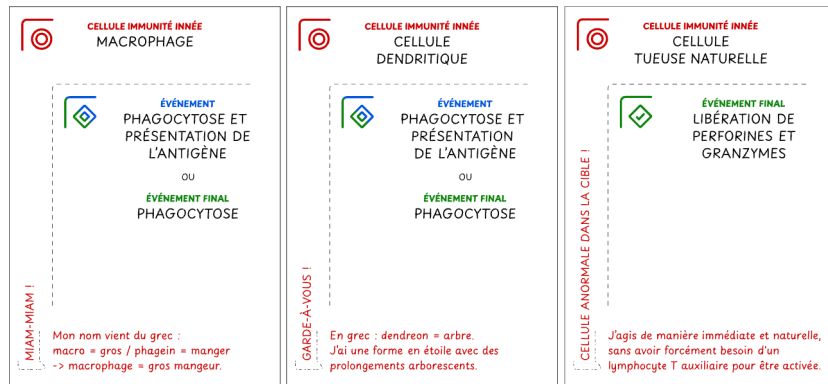 CELLULE IMMUNITÉ INNÉE
MACROPHAGE
ÉVÉNEMENT
PHAGOCYTOSE ET
PRÉSENTATION DE
L'ANTIGÈNE
OU
ÉVÉNEMENT FINAL
PHAGOCYTOSE
MIAM-MIAM !
Mon nom vient du grec :
macro = gros / phagein = manger
-> macrophage = gros mangeur.
CELLULE IMMUNITÉ INNÉE
CELLULE
DENDRITIQUE
ÉVÉNEMENT
PHAGOCYTOSE ET
PRÉSENTATION
DE L'ANTIGÈNE
OU
ÉVÉNEMENT FINAL
PHAGOCYTOSE
GARDE-À-VOUS !
En grec : dendreon = arbre.
J'ai une forme en étoile avec des
prolongements arborescents.
CELLULE IMMUNITÉ INNÉE
CELLULE
TUEUSE NATURELLE
ÉVÉNEMENT FINAL
LIBÉRATION DE
PERFORINES ET
GRANZYMES
CELLULE ANORMALE DANS LA CIBLE !
J'agis de manière immédiate et naturelle,
sans avoir forcément besoin d'un
lymphocyte T auxiliaire pour être activée.